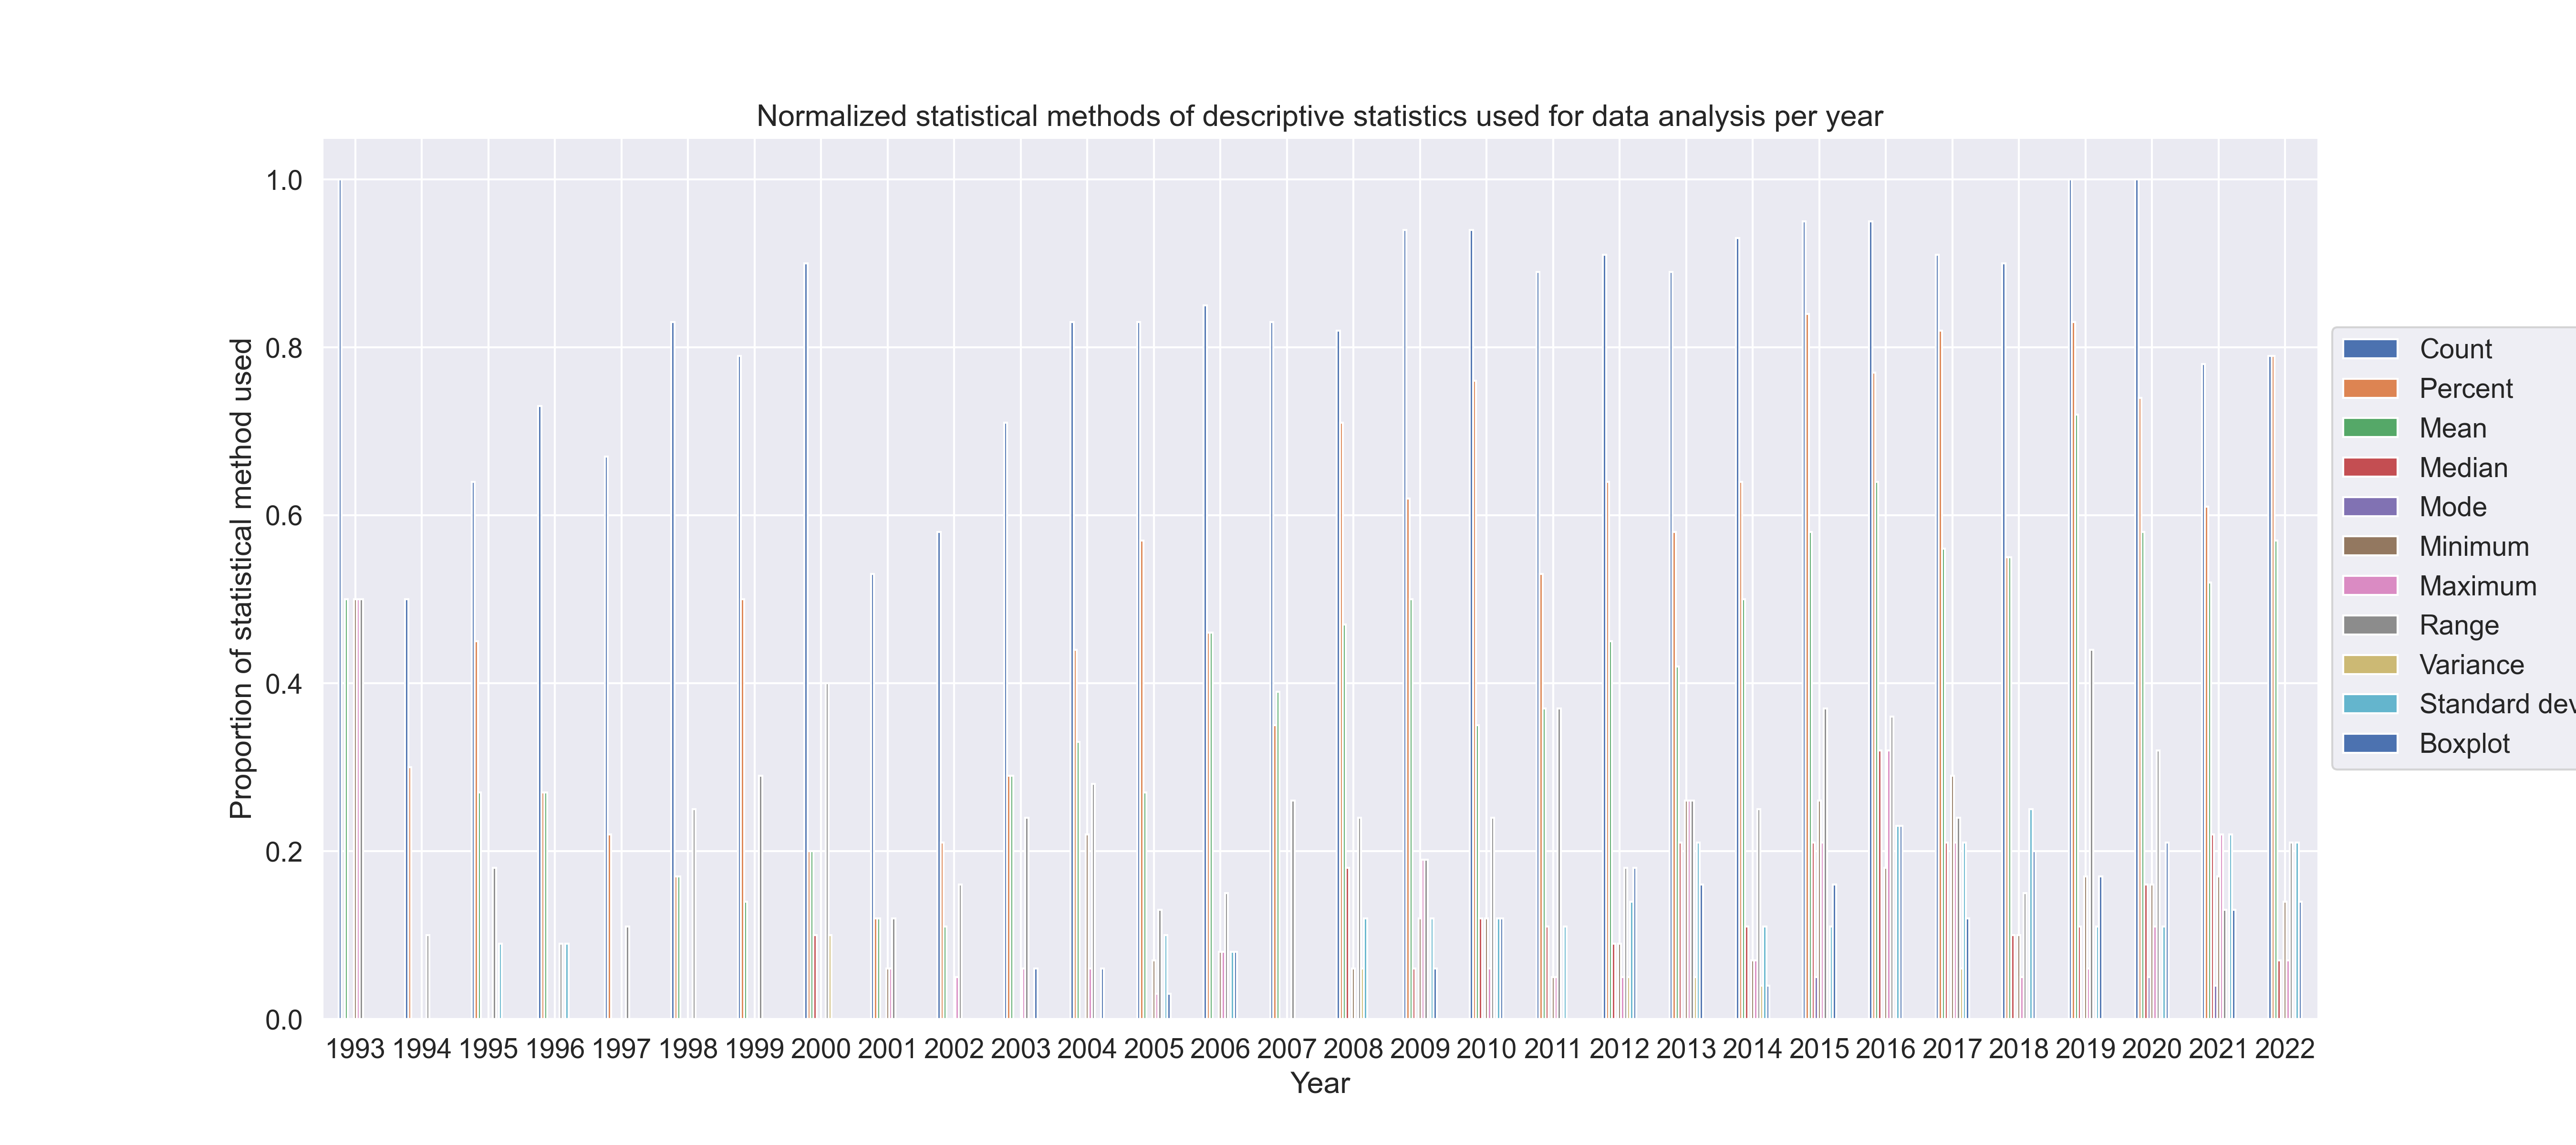 Normalized statistical methods of descriptive statistics used for data analysis per year
Proportion of statistical method used
1.0
0.8
0.6
0.4
0.2
0.0
1993 1994 1995 1996 1997 1998 1999 2000 2001 2002 2003 2004 2005 2006 2007 2008 2009 2010 2011 2012 2013 2014 2015 2016 2017 2018 2019 2020 2021 2022
Year
Count
Percent
Mean
Median
Mode
Minimum
Maximum
Range
Variance
Standard dev
Boxplot